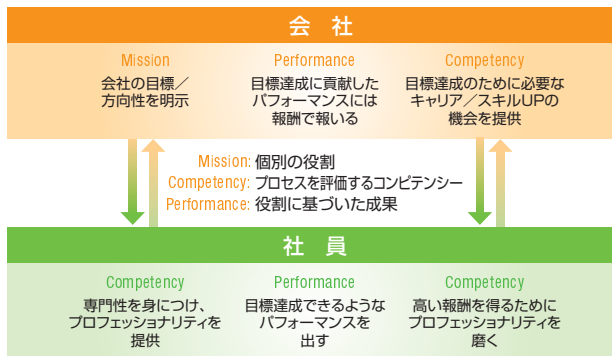 会 社
Mission
会社の目標／
方向性を明示
Performance
目標達成に貢献した
パフォーマンスには
報酬で報いる
Competency
目標達成のために必要な
キャリア／スキルUPの
機会を提供
Mission: 個別の役割
Competency: プロセスを評価するコンピテンシー
Performance: 役割に基づいた成果
社 員
Competency
専門性を身につけ、
プロフェッショナリティを
提供
Performance
目標達成できるような
パフォーマンスを
出す
Competency
高い報酬を得るために
プロフェッショナリティを
磨く